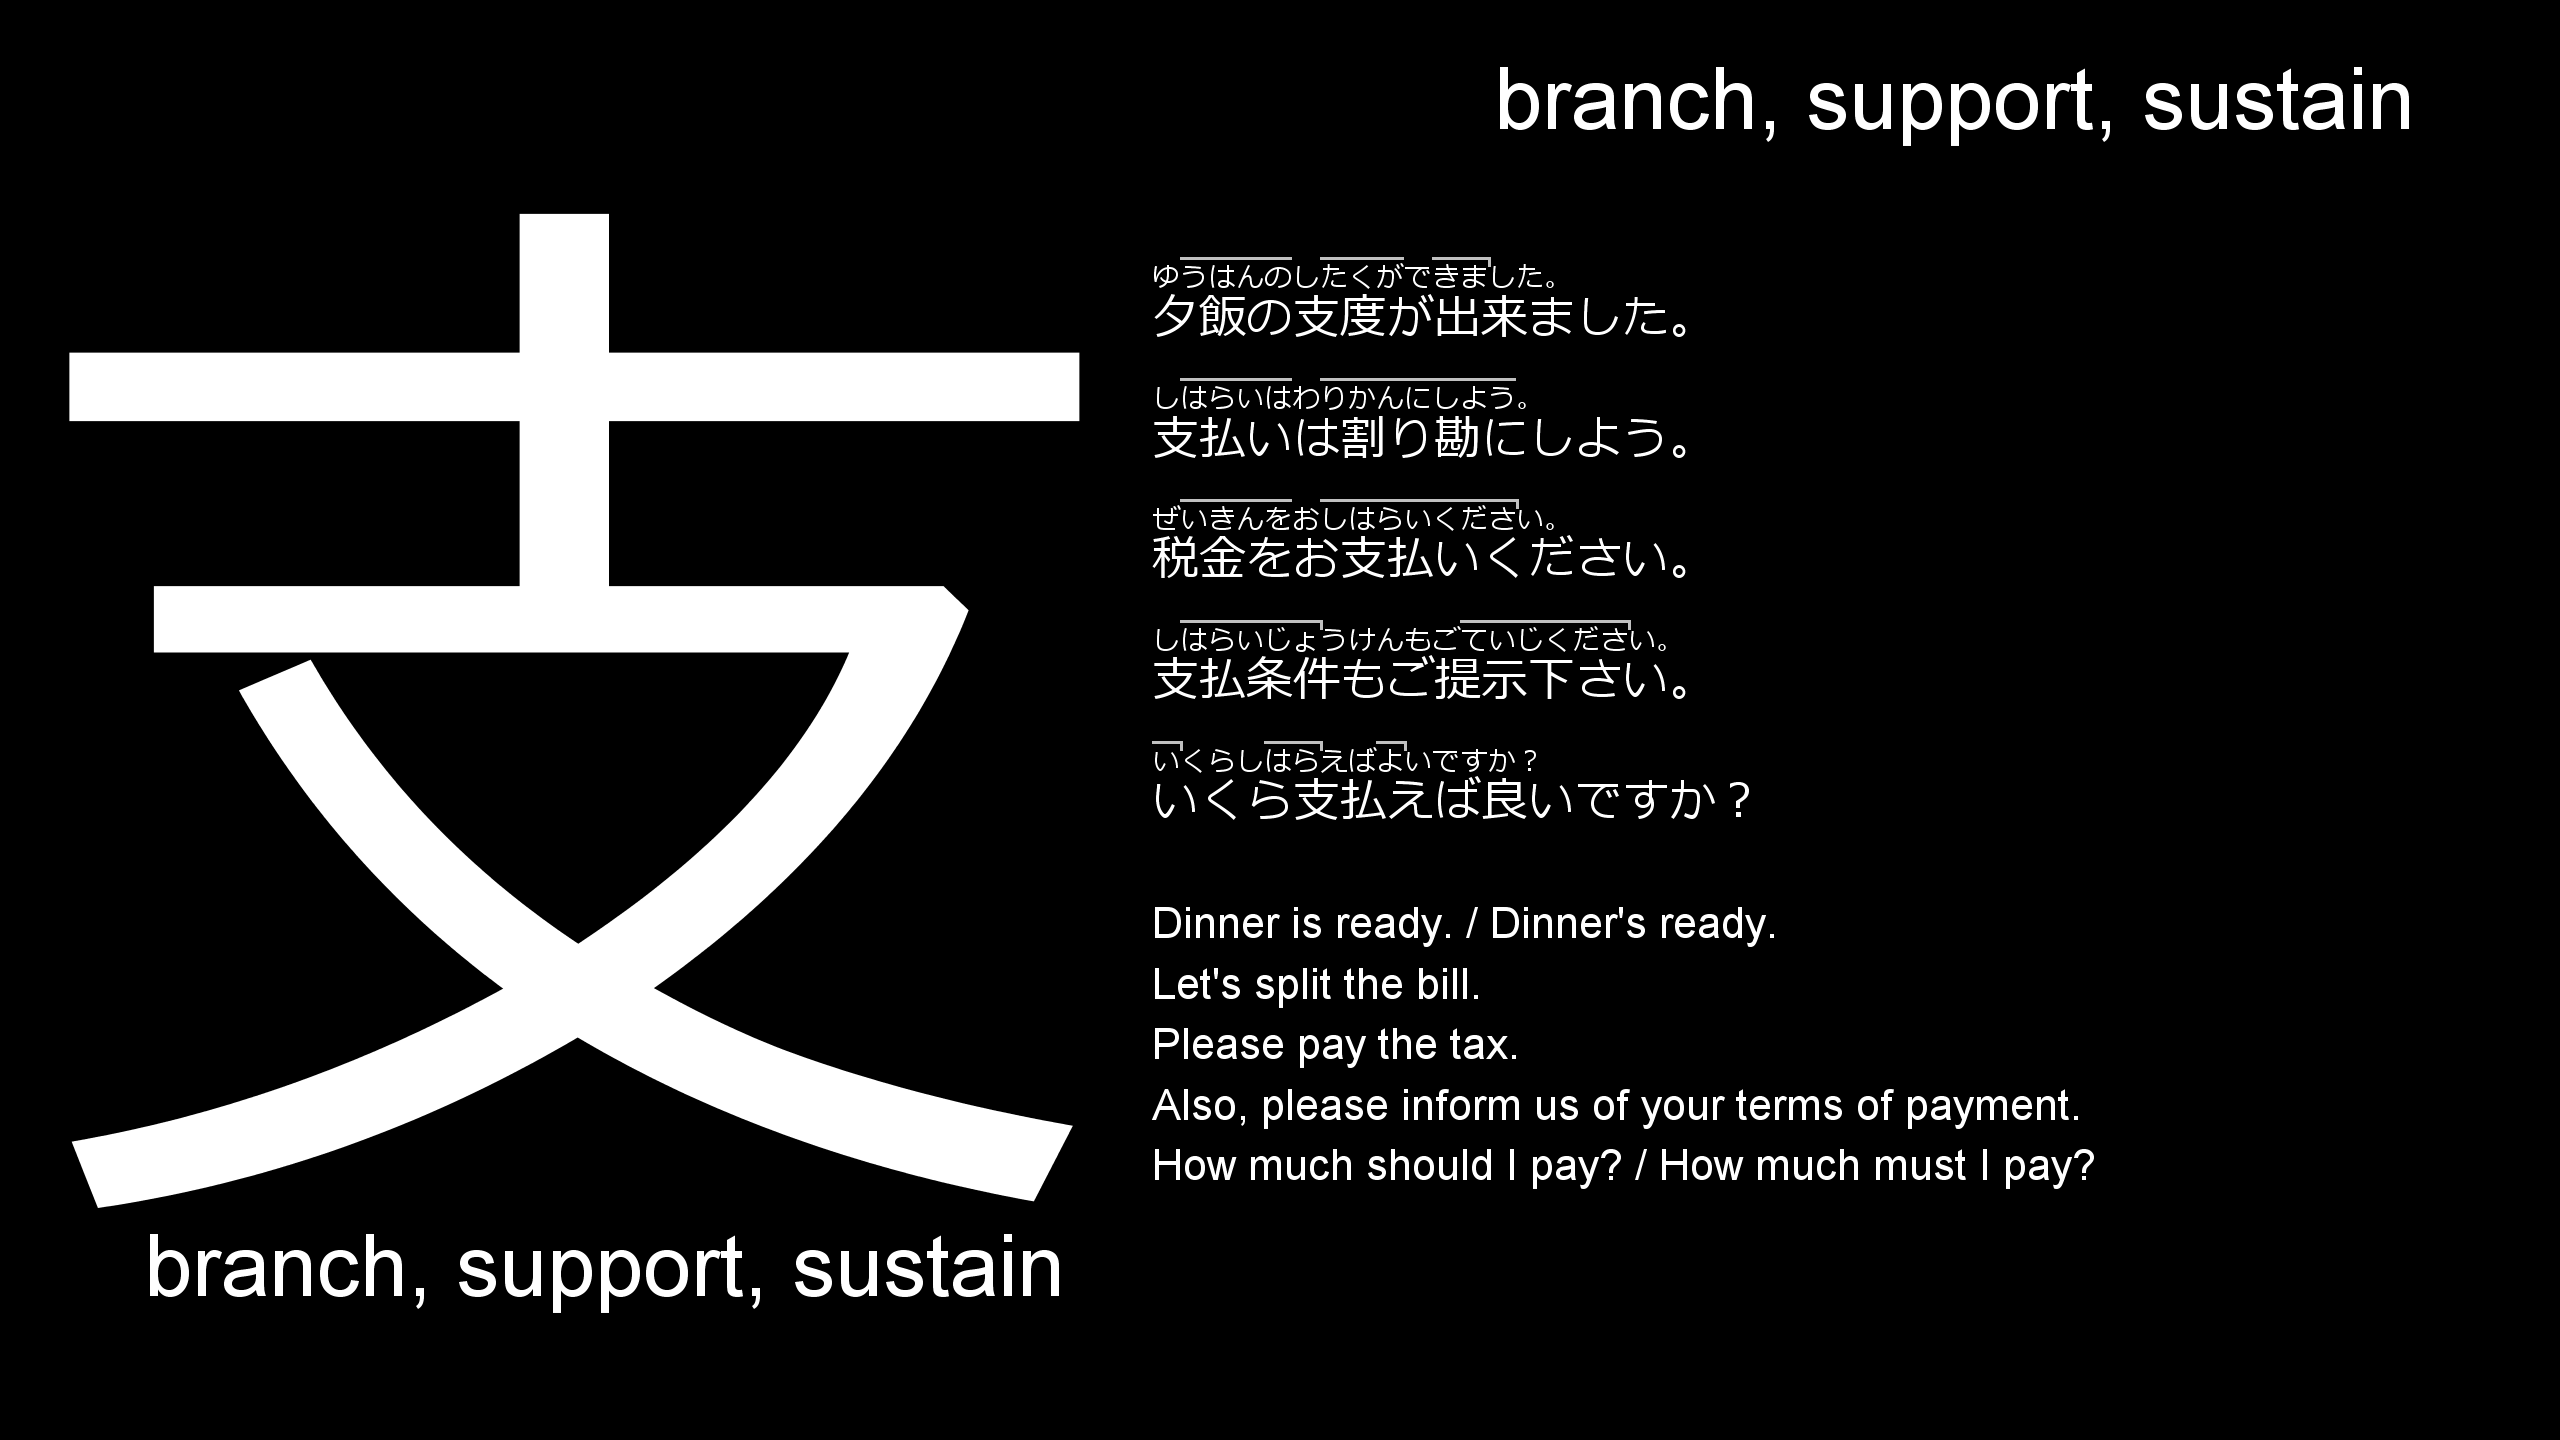 支
branch, support, sustain
branch, support, sustain
ゆうはんのしたくができました。
夕飯の支度が出来ました。
しはらいはわりかんにしよう。
支払いは割り勘にしよう。
ぜいきんをおしはらいください。
税金をお支払いください。
しはらいじょうけんもごていじください。
支払条件もご提示下さい。
いくらしはらえばよいですか？
いくら支払えば良いですか？
Dinner is ready. / Dinner's ready.
Let's split the bill.
Please pay the tax.
Also, please inform us of your terms of payment.
How much should I pay? / How much must I pay?